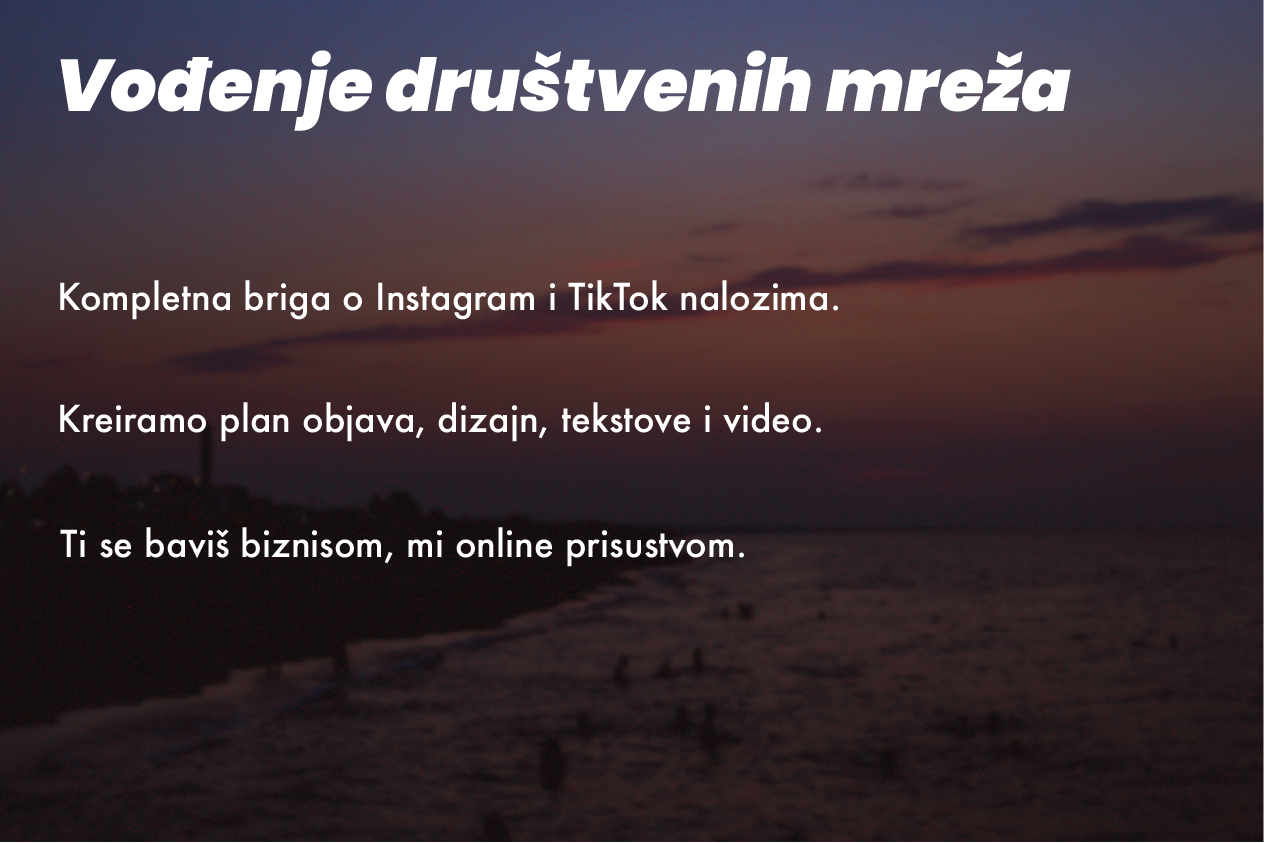 Vođenje društvenih mreža
Kompletna briga o Instagram i TikTok nalozima.
Kreiramo plan objava, dizajn, tekstove i video.
Ti se baviš biznisom, mi online prisustvom.